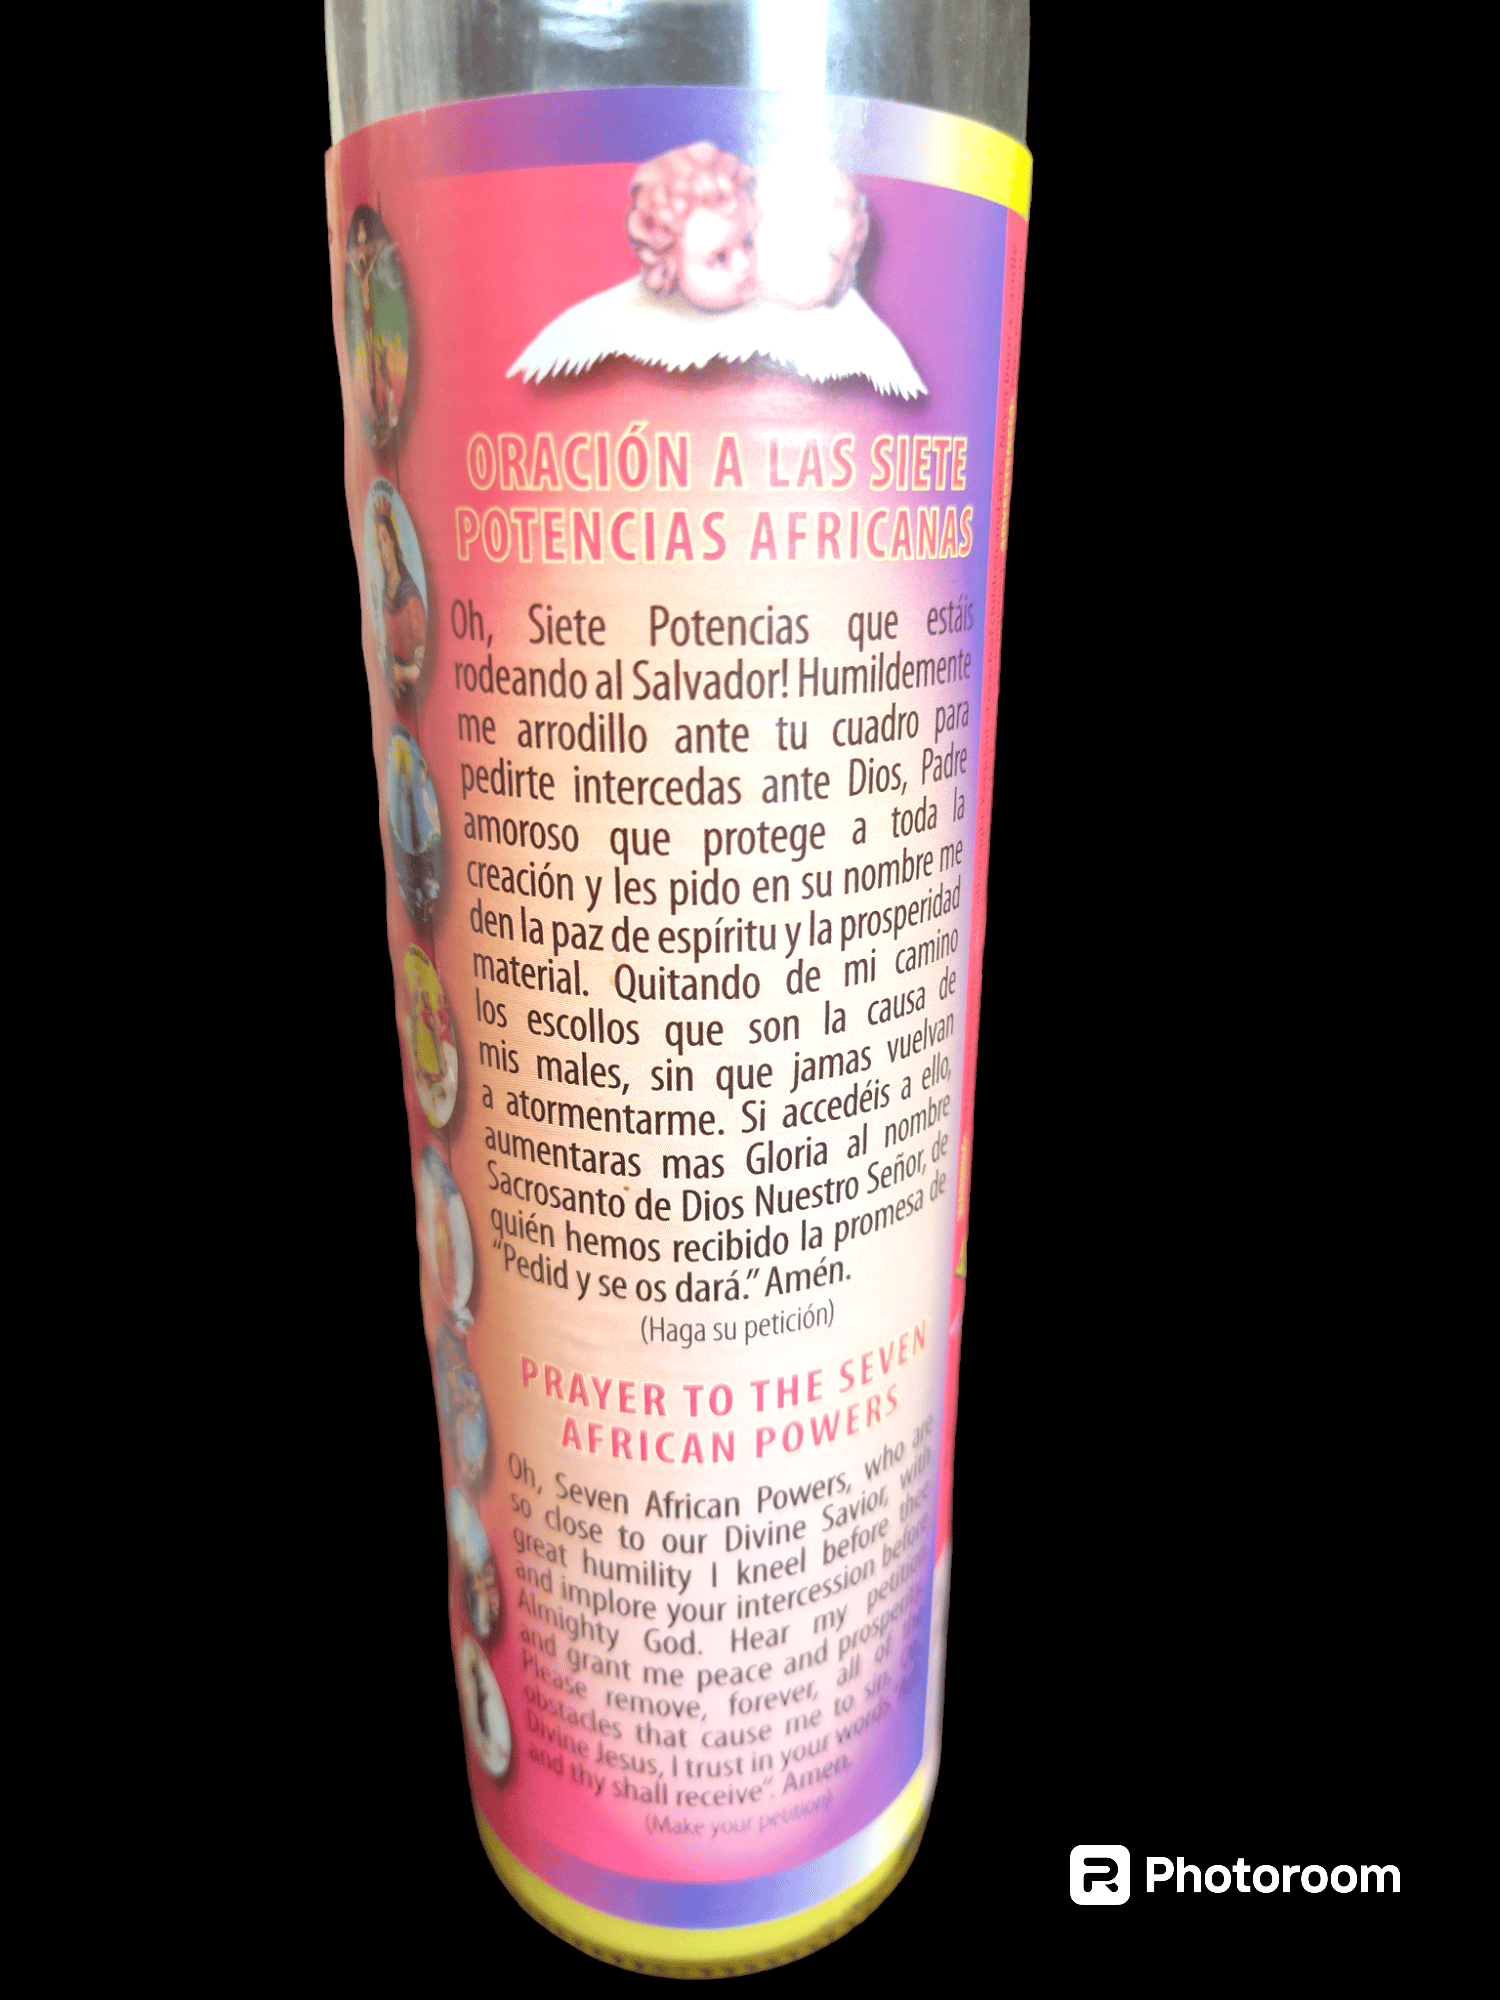 ORACIÓN A LAS SIETE
POTENCIAS AFRICANAS
Oh, Siete Potencias que estáis
rodeando al Salvador! Humildemente
me arrodillo ante tu cuadro para
pedirte intercedas ante Dios, Padre
amoroso que protege a toda la
creación y les pido en su nombre me
den la paz de espíritu y la prosperidad
material. Quitando de mi camino
los escollos que son la causa de
mis males, sin que jamas vuelvan
a atormentarme. Si accedéis a ello,
aumentaras mas Gloria al nombre
Sacrosanto de Dios Nuestro Señor, de
quién hemos recibido la promesa de
“Pedid y se os dará.” Amén.
(Haga su petición)
PRAYER TO THE SEVEN
AFRICAN POWERS
Oh, Seven African Powers, who are
so close to our Divine Savior, with
great humility I kneel before thee
and implore your intercession before
Almighty God. Hear my petition
and grant me peace and prosperity.
Please remove, forever, all of the
obstacles that cause me to sin.
Divine Jesus, I trust in your words
and thy shall receive”. Amen.
(Make your petition)
Photoroom